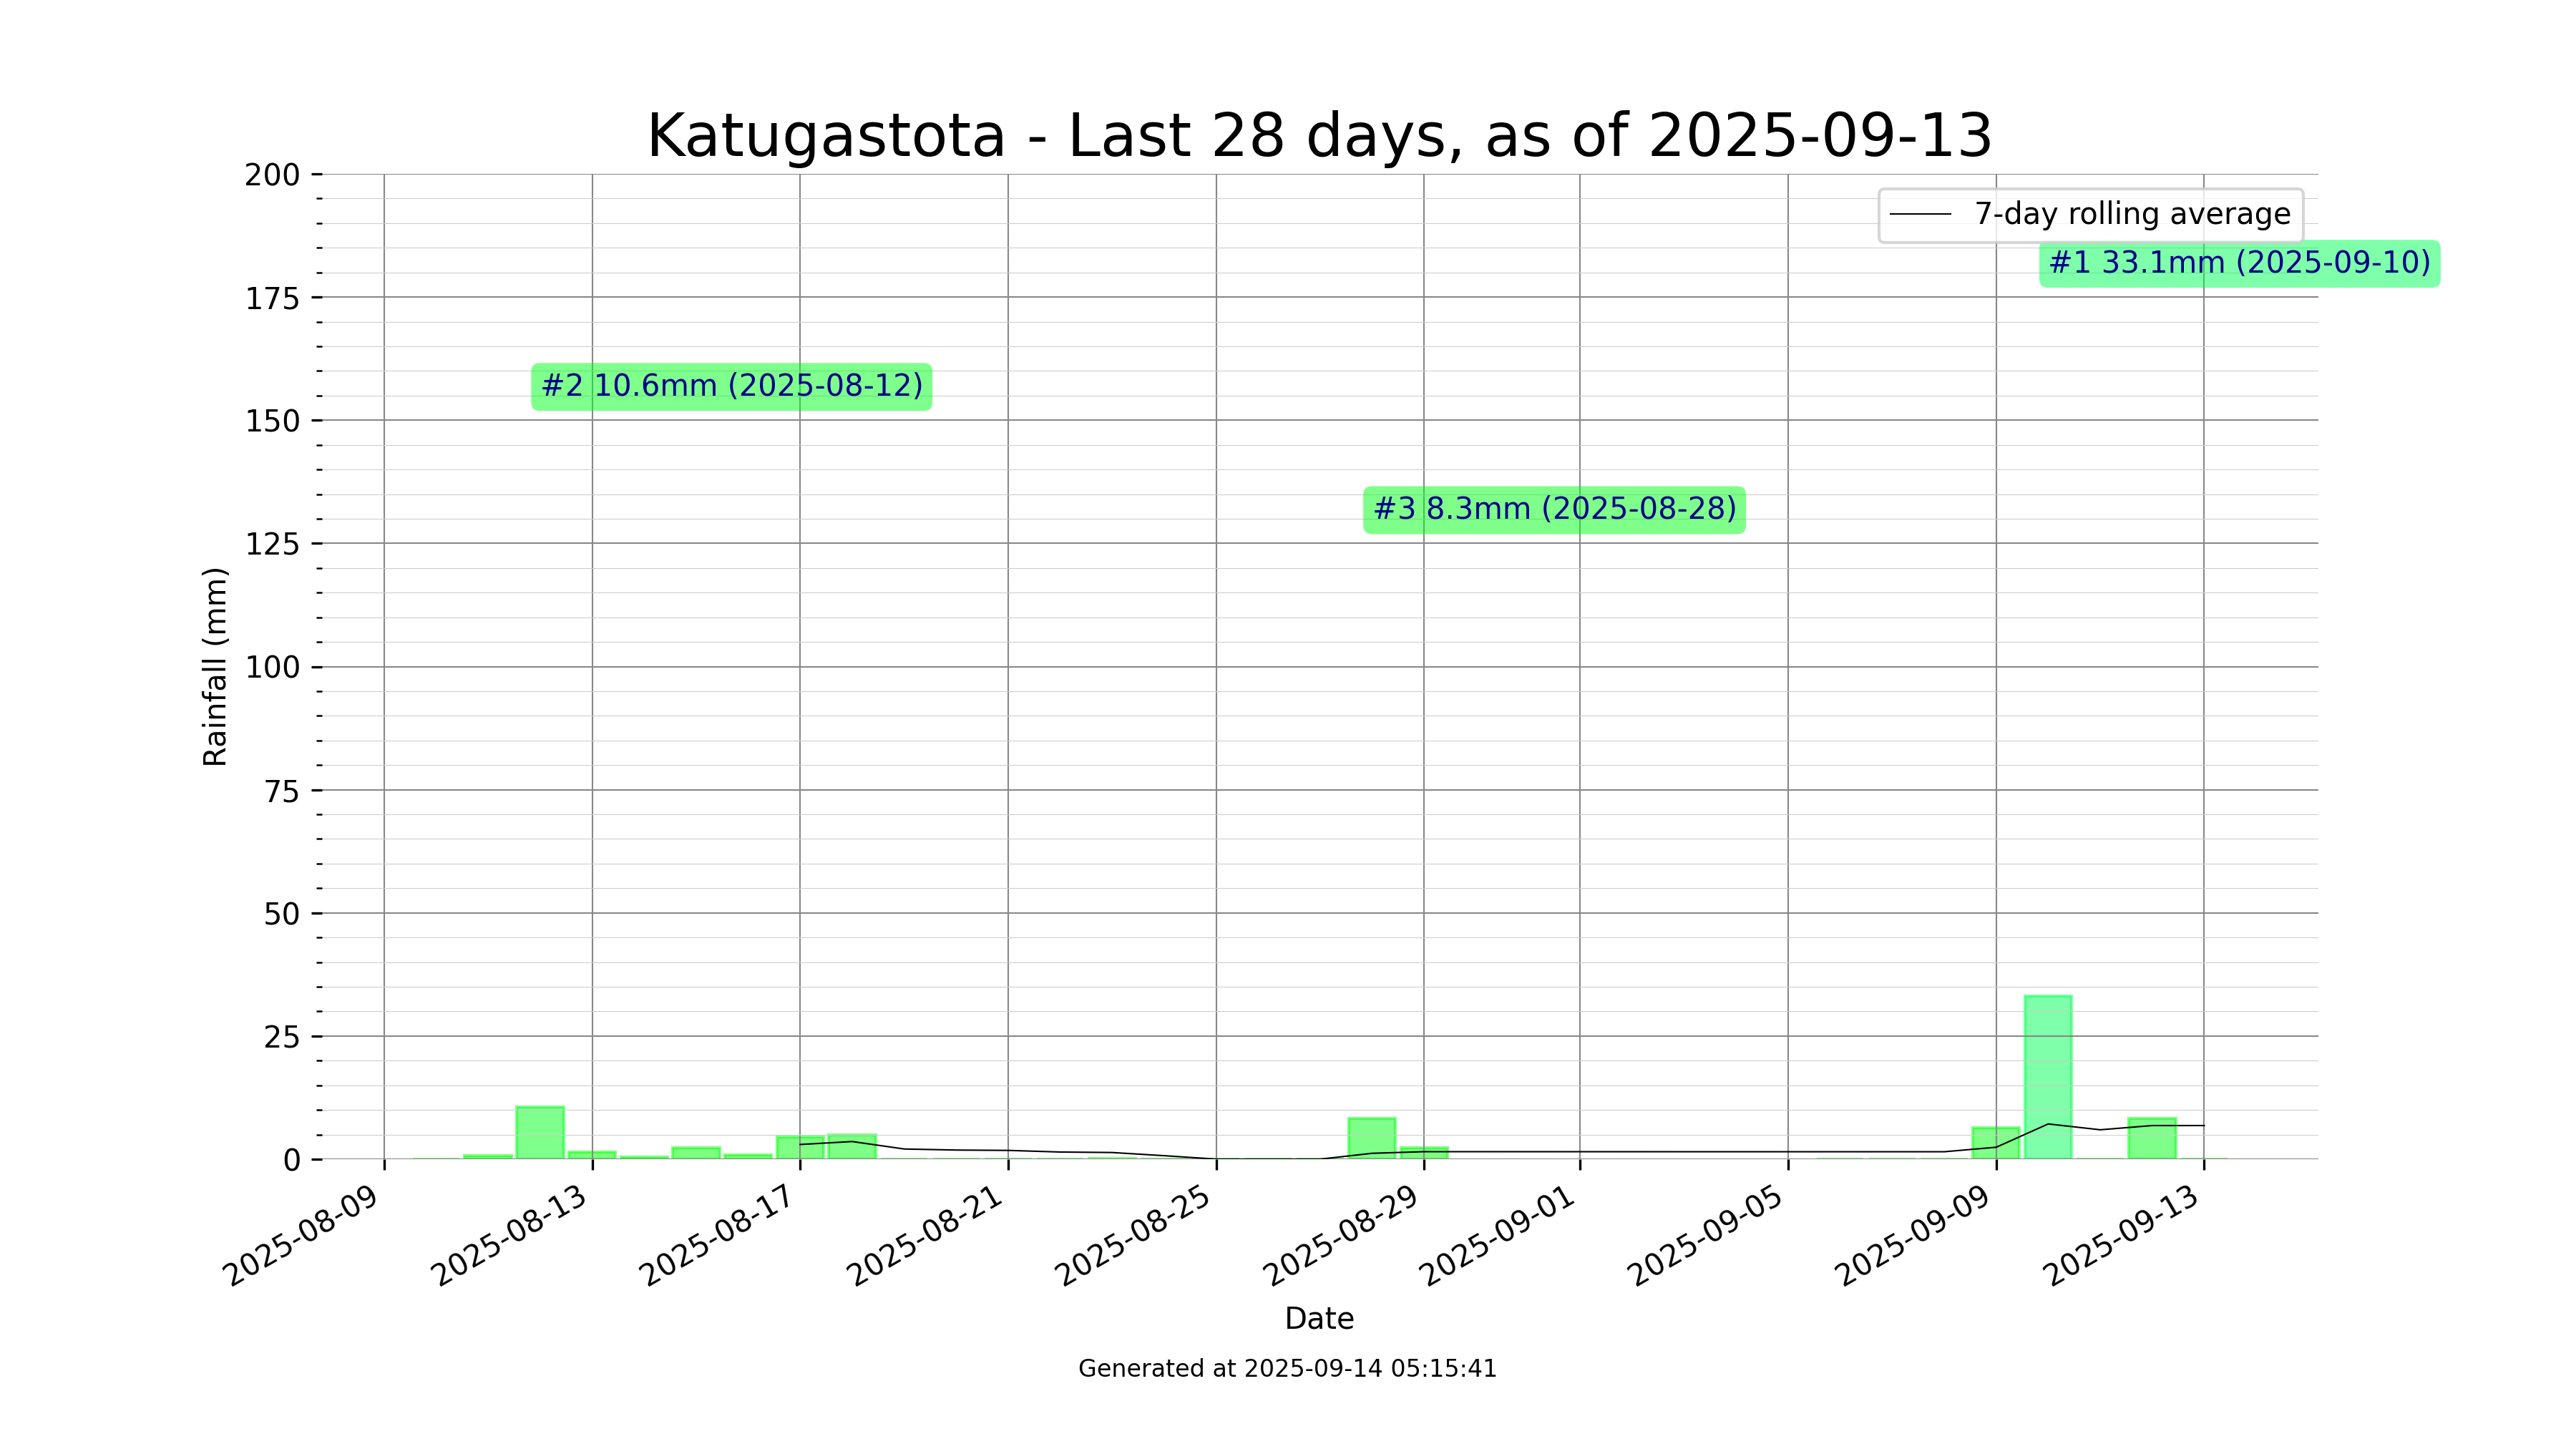 Katugastota - Last 28 days, as of 2025-09-13
7-day rolling average
#1 33.1mm (2025-09-10)
#2 10.6mm (2025-08-12)
#3 8.3mm (2025-08-28)
Rainfall (mm)
200
175
150
125
100
75
50
25
0
2025-08-09
2025-08-13
2025-08-17
2025-08-21
2025-08-25
2025-08-29
2025-09-01
2025-09-05
2025-09-09
2025-09-13
Date
Generated at 2025-09-14 05:15:41